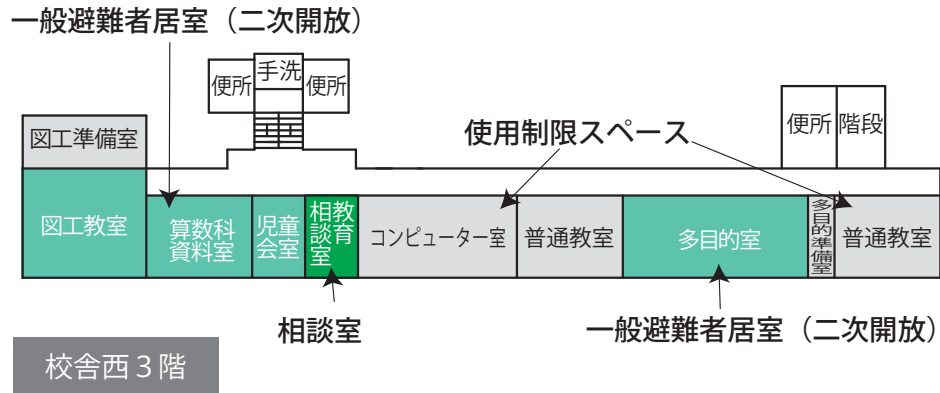 一般避難者居室（二次開放）
手洗
便所
便所
便所
階段
図工準備室
使用制限スペース
図工教室
算数科
資料室
児童
会室
教育
相談室
コンピューター室
普通教室
多目的室
多目的準備室
普通教室
相談室
一般避難者居室（二次開放）
校舎西３階